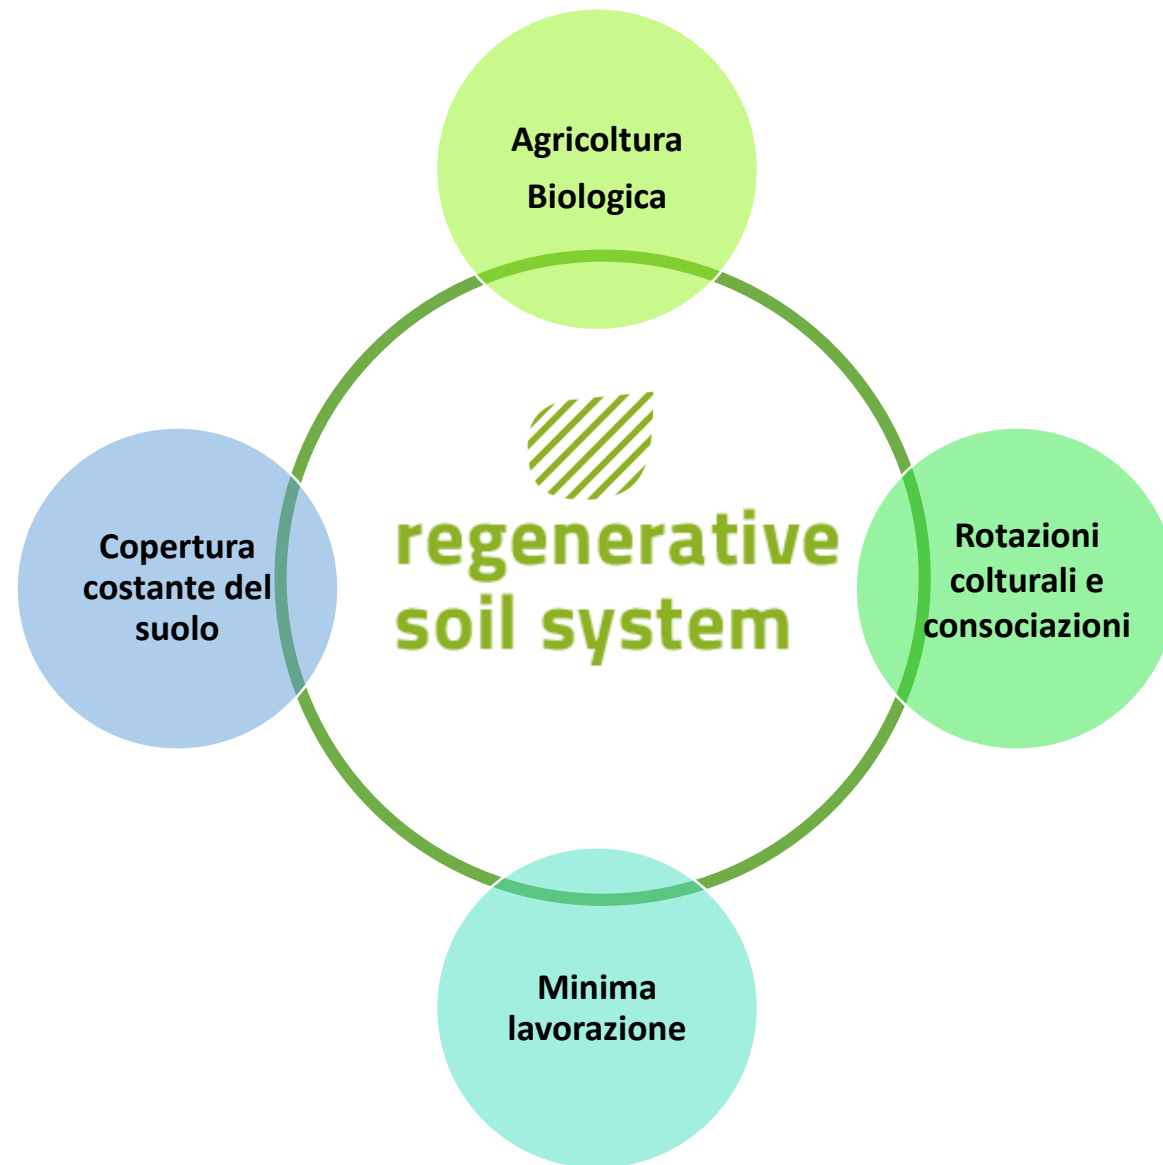 Agricoltura
Biologica
regenerative
soil system
Copertura
costante del
suolo
Rotazioni
colturali e
consociazioni
Minima
lavorazione